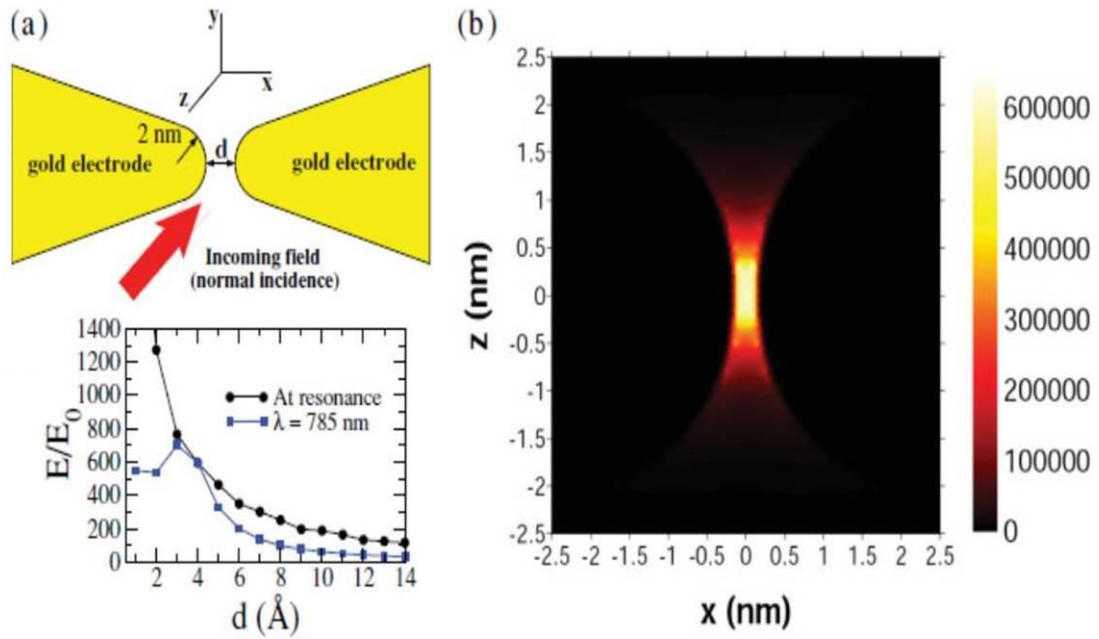 (a)
y
x
z
2 nm
d
gold electrode
gold electrode
Incoming field
(normal incidence)
1400
1200
1000
800
600
400
200
0
E/E0
At resonance
λ = 785 nm
2 4 6 8 10 12 14
d (Å)
(b)
2.5
2
1.5
1
0.5
0
-0.5
-1
-1.5
-2
-2.5
z (nm)
-2.5 -2 -1.5 -1 -0.5 0 0.5 1 1.5 2 2.5
x (nm)
600000
500000
400000
300000
200000
100000
0